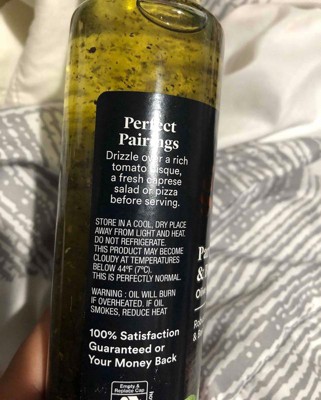 Perfect
Pairings
Drizzle over a rich
tomato bisque,
a fresh caprese
salad or pizza
before serving.
STORE IN A COOL, DRY PLACE
AWAY FROM LIGHT AND HEAT.
DO NOT REFRIGERATE.
THIS PRODUCT MAY BECOME
CLOUDY AT TEMPERATURES
BELOW 44°F (7°C).
THIS IS PERFECTLY NORMAL.
WARNING : OIL WILL BURN
IF OVERHEATED. IF OIL
SMOKES, REDUCE HEAT
100% Satisfaction
Guaranteed or
Your Money Back
Empty &
Replace Cap
&
&